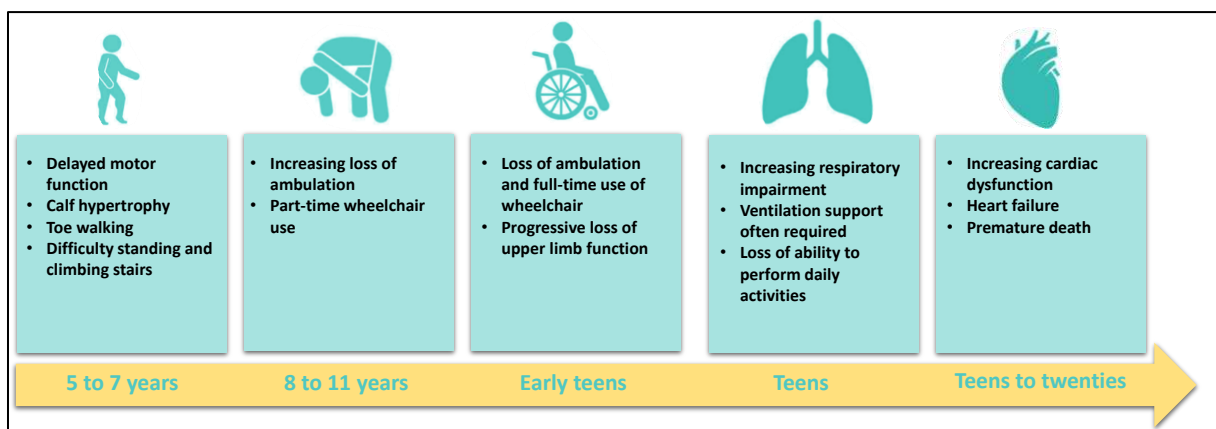 • Delayed motor
function
• Calf hypertrophy
• Toe walking
• Difficulty standing and
climbing stairs
• Increasing loss of
ambulation
• Part-time wheelchair
use
• Loss of ambulation
and full-time use of
wheelchair
• Progressive loss of
upper limb function
• Increasing respiratory
impairment
• Ventilation support
often required
• Loss of ability to
perform daily
activities
• Increasing cardiac
dysfunction
• Heart failure
• Premature death
5 to 7 years
8 to 11 years
Early teens
Teens
Teens to twenties